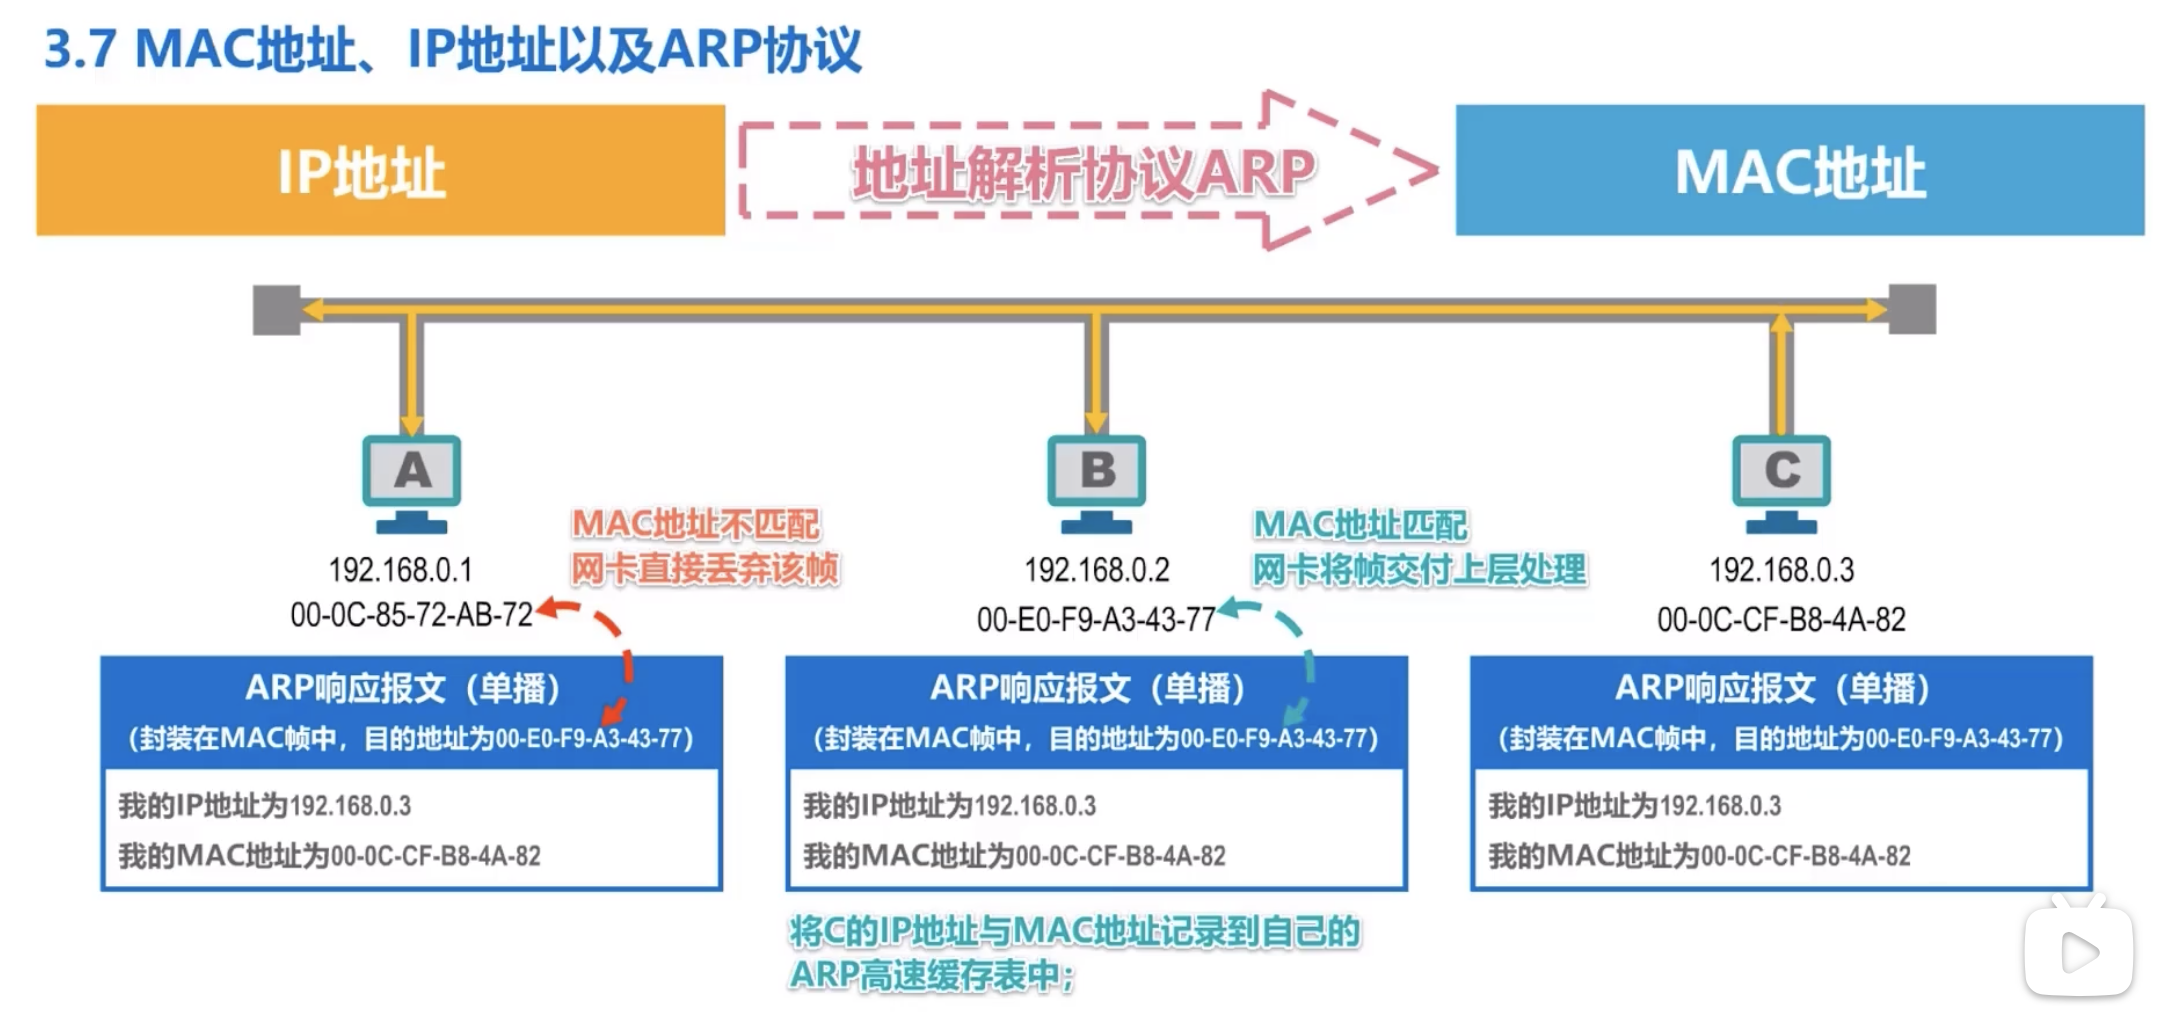 3.7 MAC地址、IP地址以及ARP协议
IP地址
地址解析协议ARP
MAC地址
A
B
C
MAC地址不匹配
网卡直接丢弃该帧
MAC地址匹配
网卡将帧交付上层处理
192.168.0.1
00-0C-85-72-AB-72
192.168.0.2
00-E0-F9-A3-43-77
192.168.0.3
00-0C-CF-B8-4A-82
ARP响应报文（单播）
（封装在MAC帧中，目的地址为00-E0-F9-A3-43-77）
我的IP地址为192.168.0.3
我的MAC地址为00-0C-CF-B8-4A-82
ARP响应报文（单播）
（封装在MAC帧中，目的地址为00-E0-F9-A3-43-77）
我的IP地址为192.168.0.3
我的MAC地址为00-0C-CF-B8-4A-82
ARP响应报文（单播）
（封装在MAC帧中，目的地址为00-E0-F9-A3-43-77）
我的IP地址为192.168.0.3
我的MAC地址为00-0C-CF-B8-4A-82
将C的IP地址与MAC地址记录到自己的
ARP高速缓存表中；